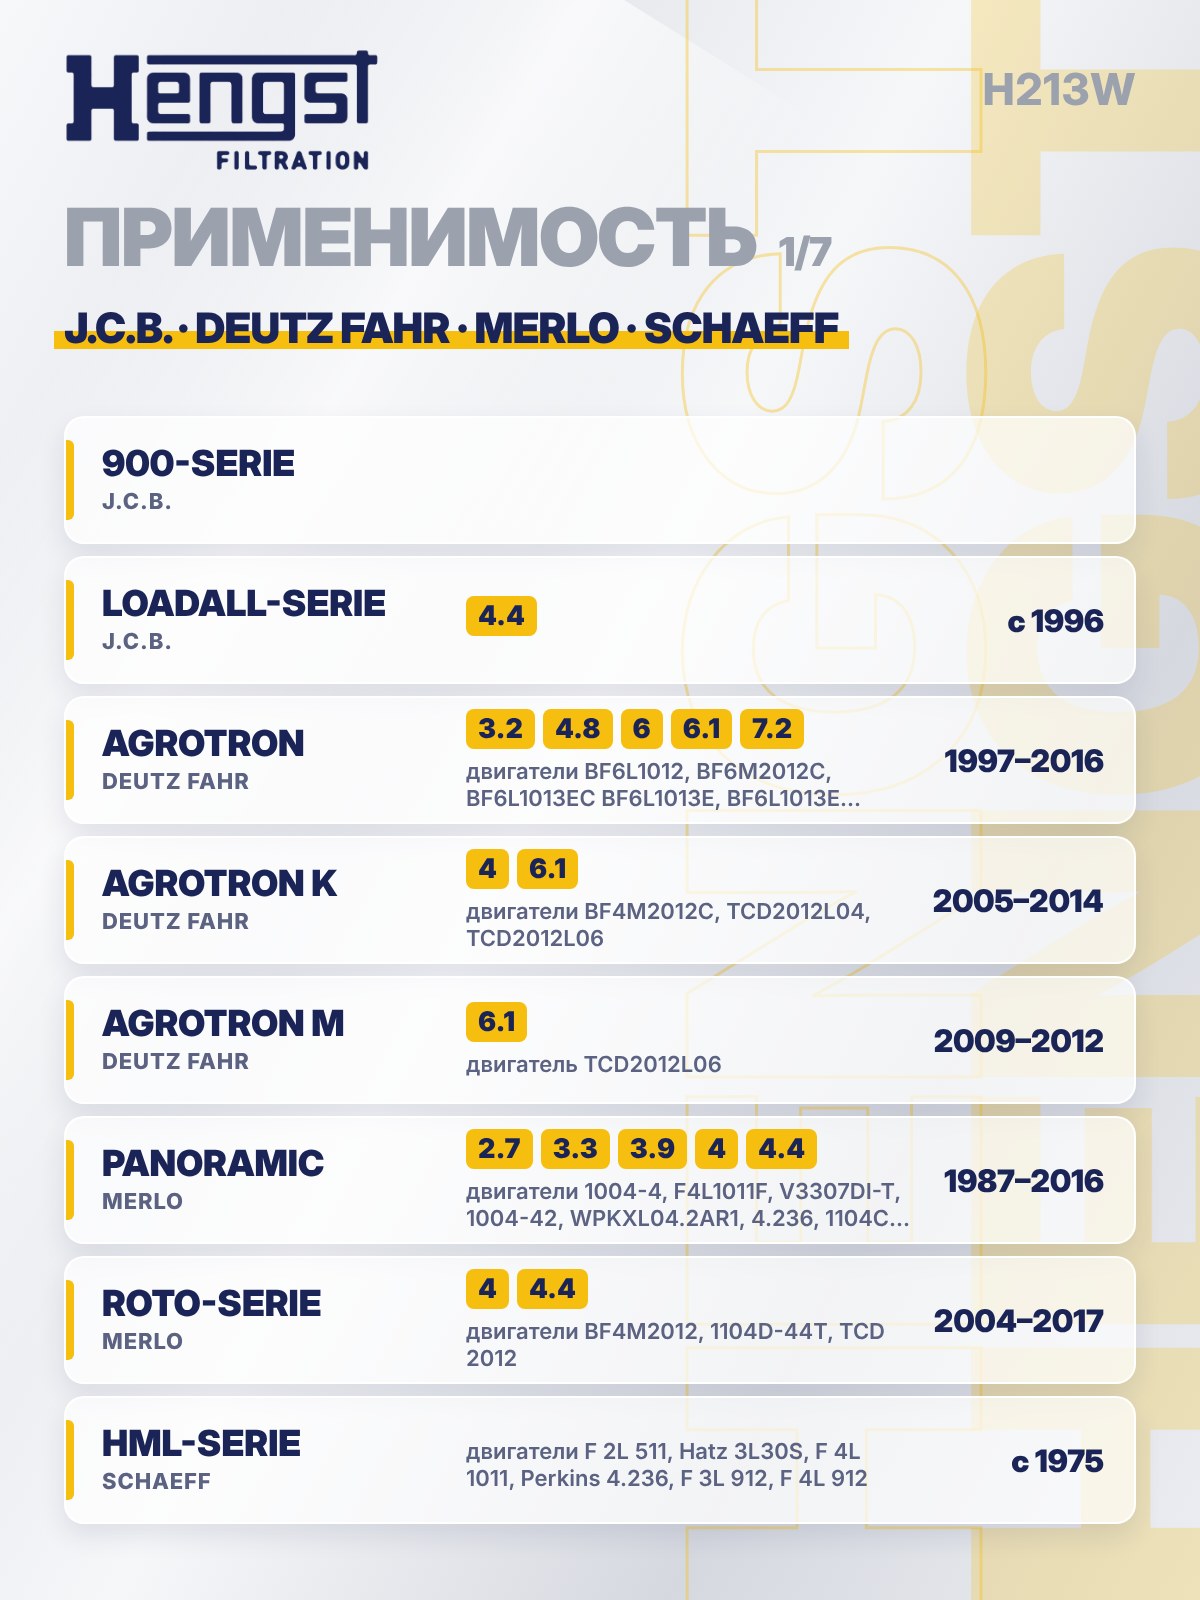 Hengst
FILTRATION
H213W
ПРИМЕНИМОСТЬ 1/7
J.C.B. · DEUTZ FAHR · MERLO · SCHAEFF
900-SERIE
J.C.B.
LOADALL-SERIE
J.C.B.
4.4
с 1996
AGROTRON
DEUTZ FAHR
3.2 4.8 6 6.1 7.2
двигатели BF6L1012, BF6M2012C,
BF6L1013EC BF6L1013E, BF6L1013E...
1997–2016
AGROTRON K
DEUTZ FAHR
4 6.1
двигатели BF4M2012C, TCD2012L04,
TCD2012L06
2005–2014
AGROTRON M
DEUTZ FAHR
6.1
двигатель TCD2012L06
2009–2012
PANORAMIC
MERLO
2.7 3.3 3.9 4 4.4
двигатели 1004-4, F4L1011F, V3307DI-T,
1004-42, WPKXL04.2AR1, 4.236, 1104C...
1987–2016
ROTO-SERIE
MERLO
4 4.4
двигатели BF4M2012, 1104D-44T, TCD
2012
2004–2017
HML-SERIE
SCHAEFF
двигатели F 2L 511, Hatz 3L30S, F 4L
1011, Perkins 4.236, F 3L 912, F 4L 912
с 1975
HENGST
HENGST